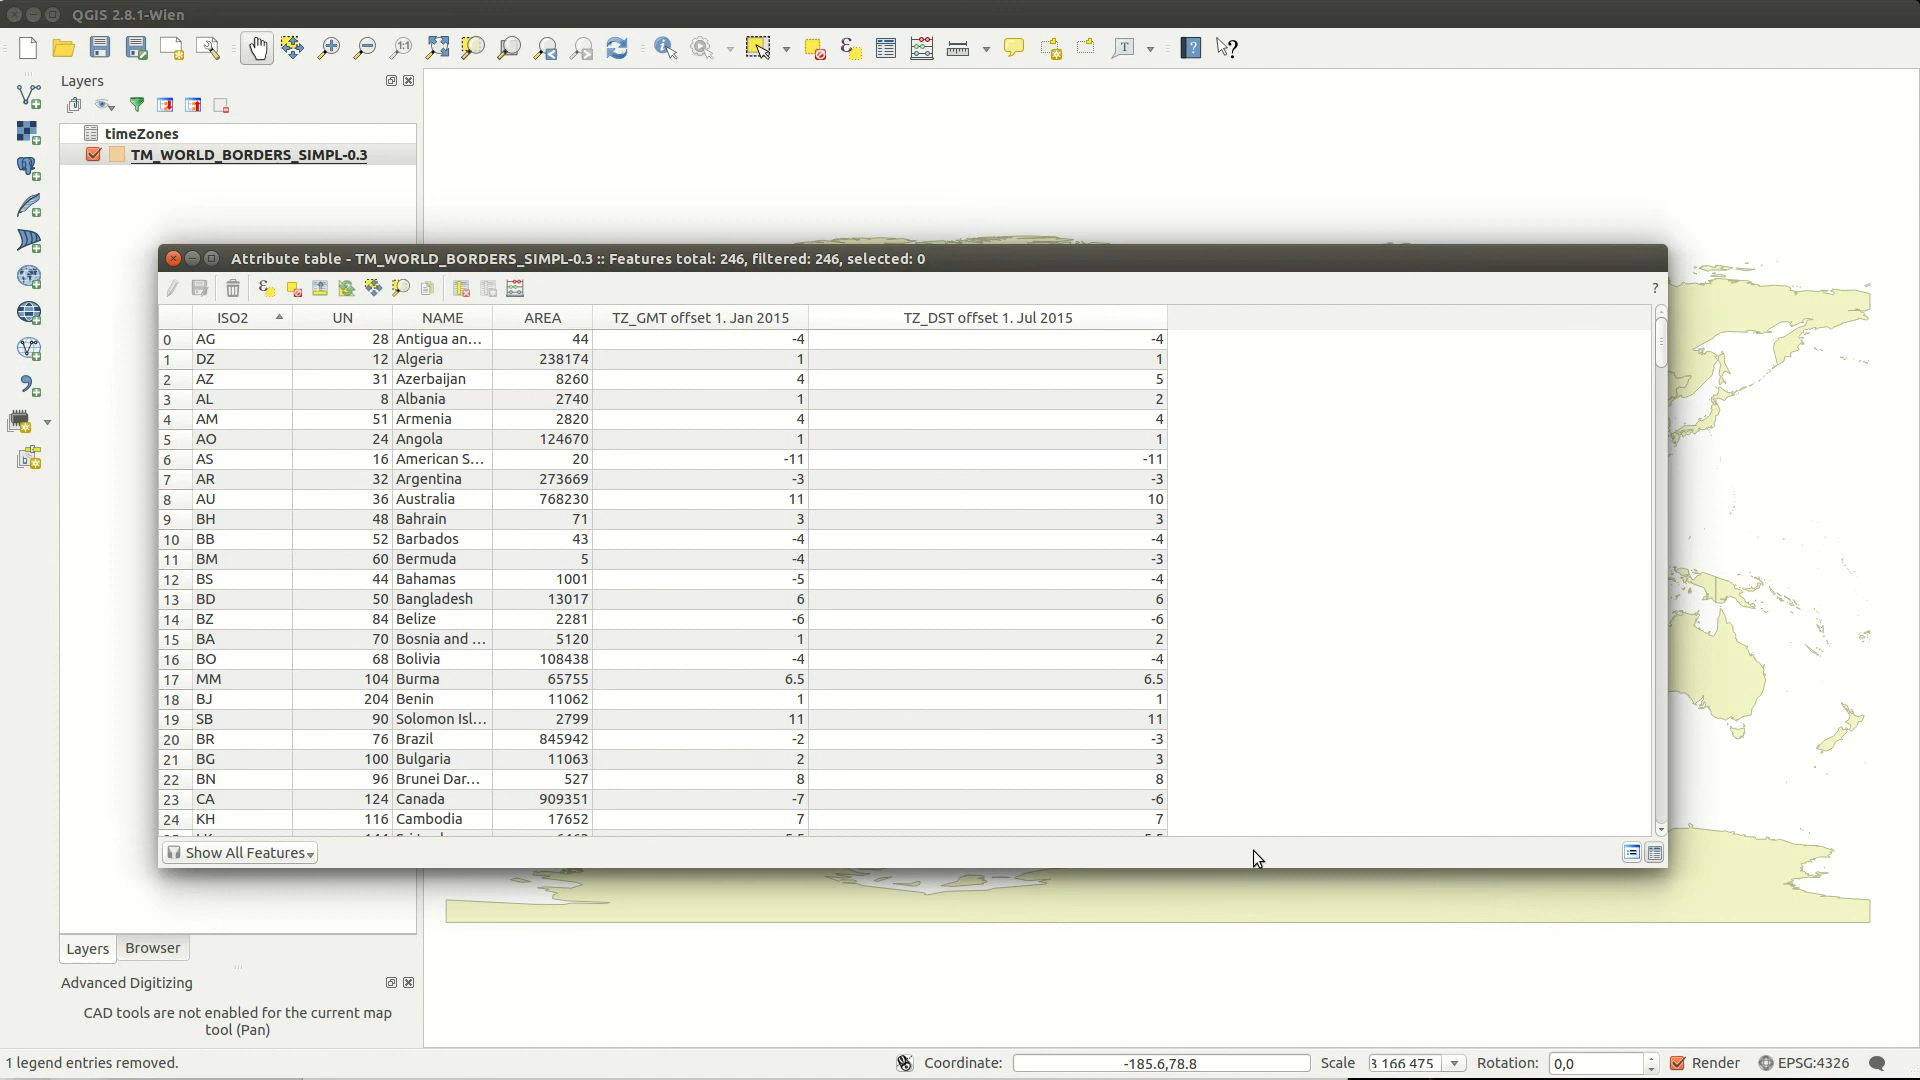 QGIS 2.8.1-Wien
Layers
timeZones
TM_WORLD_BORDERS_SIMPL-0.3
Attribute table - TM_WORLD_BORDERS_SIMPL-0.3 :: Features total: 246, filtered: 246, selected: 0
?
ISO2 UN NAME AREA TZ_GMT offset 1. Jan 2015 TZ_DST offset 1. Jul 2015
0 AG 28 Antigua an... 44 -4 -4
1 DZ 12 Algeria 238174 1 1
2 AZ 31 Azerbaijan 8260 4 5
3 AL 8 Albania 2740 1 2
4 AM 51 Armenia 2820 4 4
5 AO 24 Angola 124670 1 1
6 AS 16 American S... 20 -11 -11
7 AR 32 Argentina 273669 -3 -3
8 AU 36 Australia 768230 11 10
9 BH 48 Bahrain 71 3 3
10 BB 52 Barbados 43 -4 -4
11 BM 60 Bermuda 5 -4 -3
12 BS 44 Bahamas 1001 -5 -4
13 BD 50 Bangladesh 13017 6 6
14 BZ 84 Belize 2281 -6 -6
15 BA 70 Bosnia and ... 5120 1 2
16 BO 68 Bolivia 108438 -4 -4
17 MM 104 Burma 65755 6.5 6.5
18 BJ 204 Benin 11062 1 1
19 SB 90 Solomon Isl... 2799 11 11
20 BR 76 Brazil 845942 -2 -3
21 BG 100 Bulgaria 11063 2 3
22 BN 96 Brunei Dar... 527 8 8
23 CA 124 Canada 909351 -7 -6
24 KH 116 Cambodia 17652 7 7
Show All Features
Layers Browser
Advanced Digitizing
CAD tools are not enabled for the current map
tool (Pan)
1 legend entries removed. Coordinate: -185.6,78.8 Scale 3 166 475 Rotation: 0,0 Render EPSG:4326